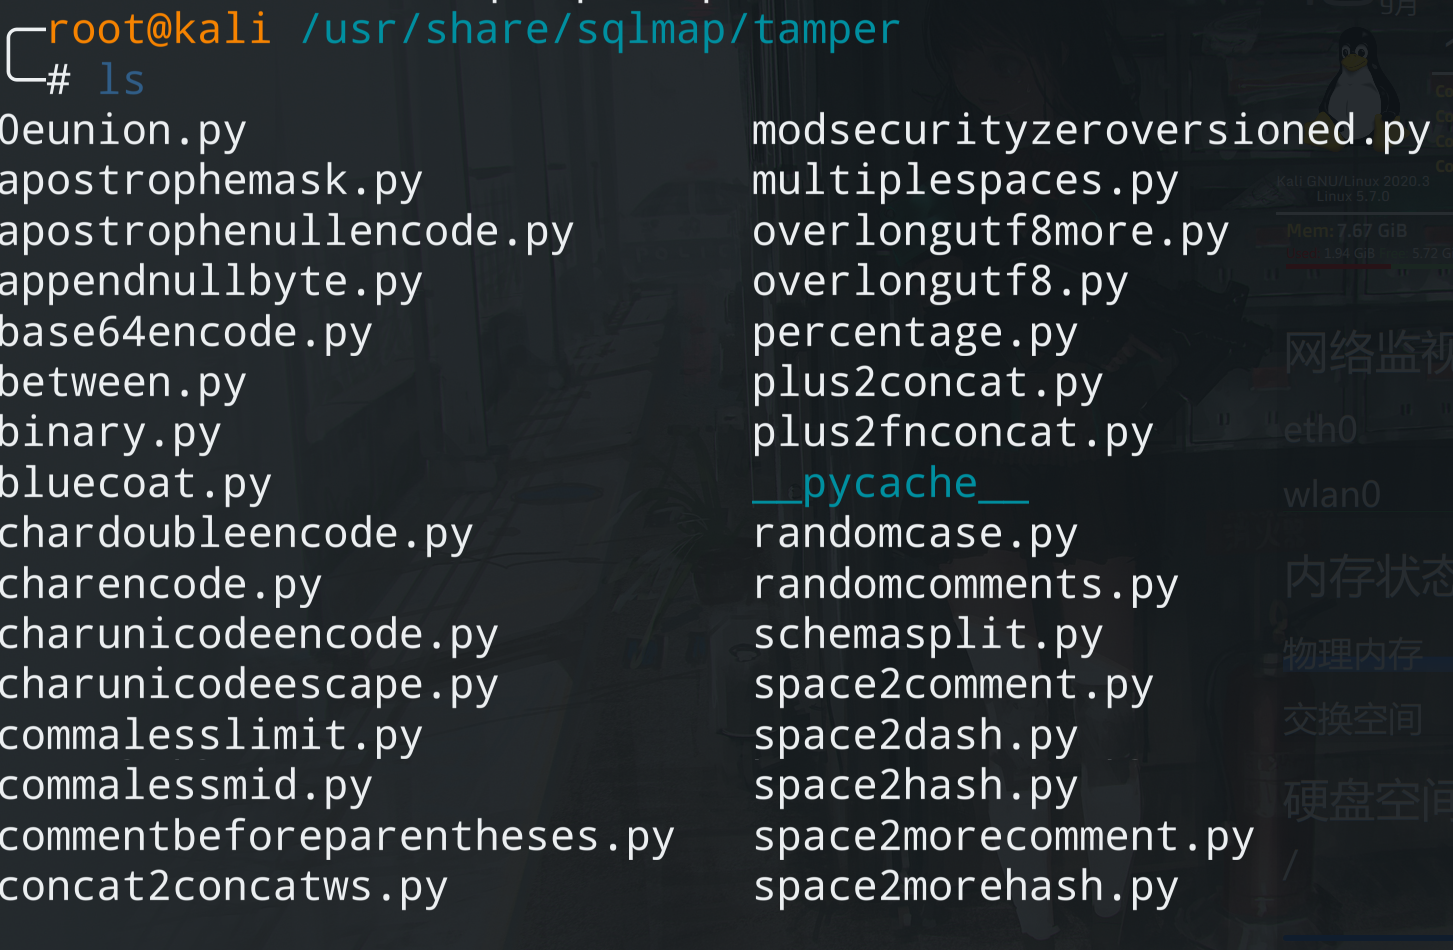 root@kali /usr/share/sqlmap/tamper
# ls
0eunion.py modsecurityzeroversioned.py
apostrophemask.py multiplespaces.py
apostrophenullencode.py overlongutf8more.py
appendnullbyte.py overlongutf8.py
base64encode.py percentage.py
between.py plus2concat.py
binary.py plus2fnconcat.py
bluecoat.py __pycache__
chardoubleencode.py randomcase.py
charencode.py randomcomments.py
charunicodeencode.py schemasplit.py
charunicodeescape.py space2comment.py
commalesslimit.py space2dash.py
commalessmid.py space2hash.py
commentbeforeparentheses.py space2morecomment.py
concat2concatws.py space2morehash.py
9月
Kali GNU/Linux 2020.3
Linux 5.7.0
Mem: 7.67 GiB
1.94 GiB 5.72 G
网络监视
eth0
wlan0
内存状态
物理内存
交换空间
硬盘空间
/